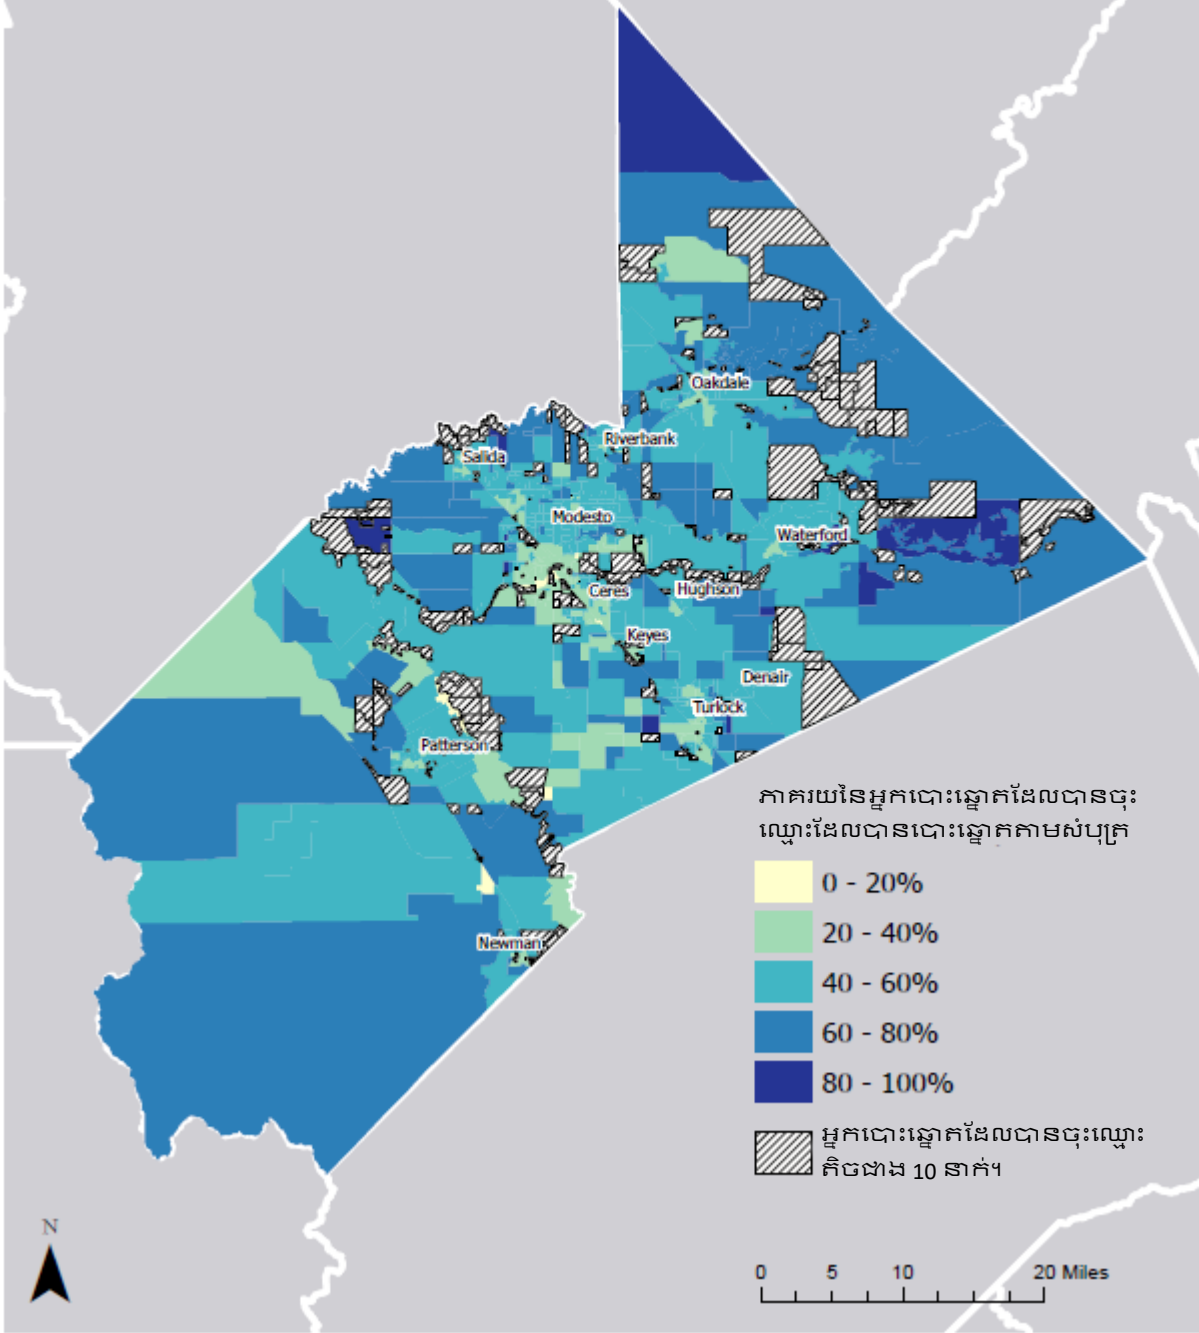 Oakdale
Riverbank
Salida
Modesto
Waterford
Ceres
Hughson
Keyes
Denair
Turlock
Patterson
Newman
ភាគរយនៃអ្នកបោះឆ្នោតដែលបានចុះ
ឈ្មោះដែលបានបោះឆ្នោតតាមសំបុត្រ
0 - 20%
20 - 40%
40 - 60%
60 - 80%
80 - 100%
អ្នកបោះឆ្នោតដែលបានចុះឈ្មោះ
តិចជាង 10 នាក់។
N
0 5 10 20 Miles